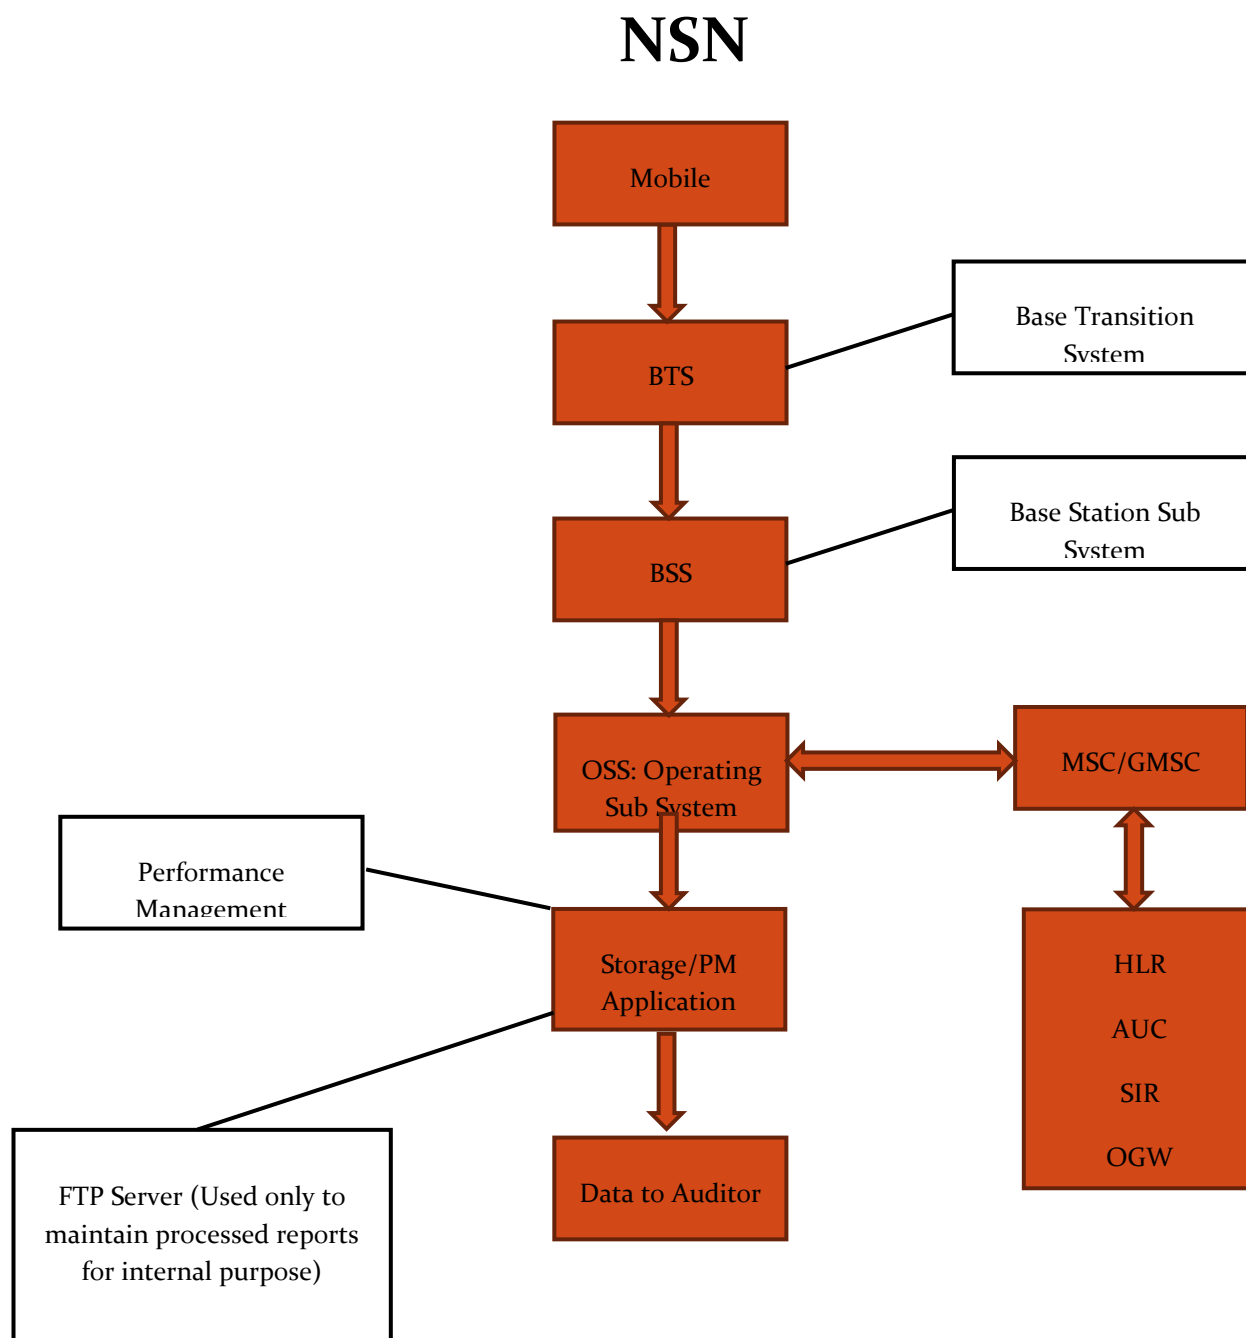 NSN
Mobile
Base Transition
System
BTS
Base Station Sub
System
BSS
OSS: Operating
Sub System
MSC/GMSC
Performance
Management
Storage/PM
Application
HLR
AUC
SIR
OGW
FTP Server (Used only to
maintain processed reports
for internal purpose)
Data to Auditor